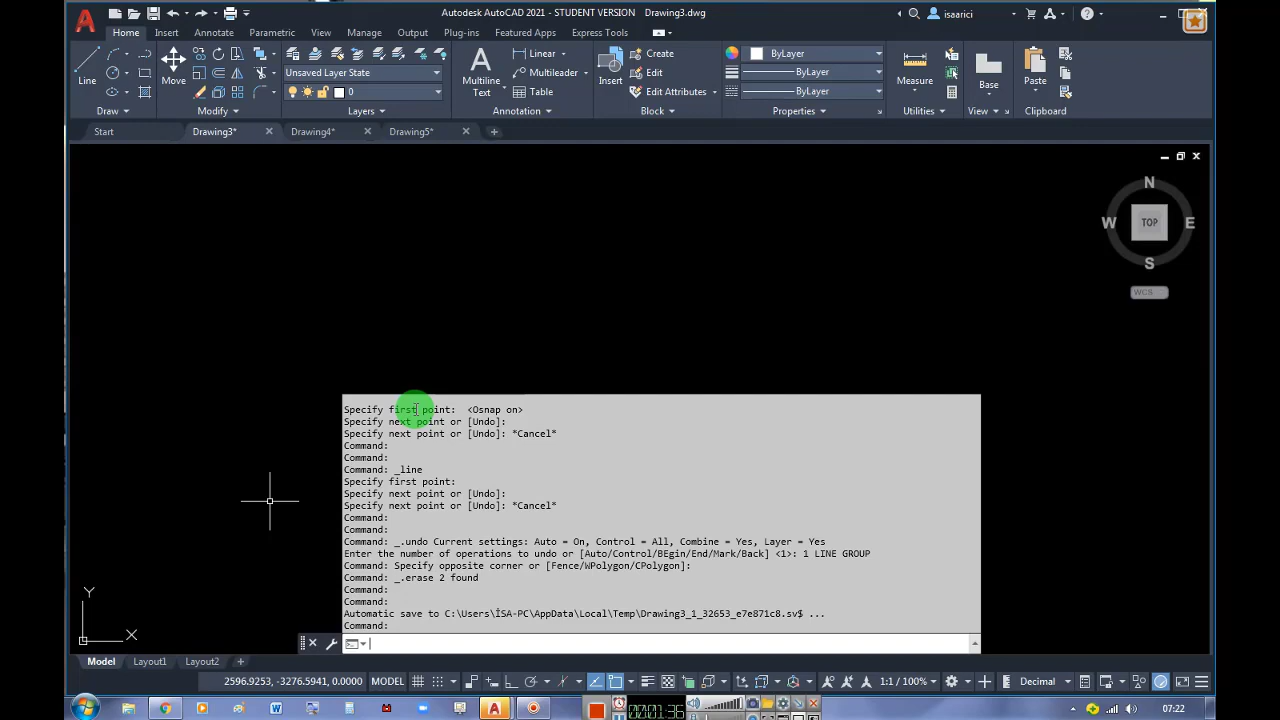 Autodesk AutoCAD 2021 - STUDENT VERSION Drawing3.dwg
isaarici
Home Insert Annotate Parametric View Manage Output Plug-ins Featured Apps Express Tools
Line Move
Unsaved Layer State
0
Multiline Text
Linear
Multileader
Table
Insert
Create
Edit
Edit Attributes
ByLayer
ByLayer
ByLayer
Measure
Base
Paste
Draw Modify Layers Annotation Block Properties Utilities View Clipboard
Start Drawing3* Drawing4* Drawing5*
N
W TOP E
S
WCS
Specify first point: <Osnap on>
Specify next point or [Undo]:
Specify next point or [Undo]: *Cancel*
Command:
Command:
Command: _line
Specify first point:
Specify next point or [Undo]:
Specify next point or [Undo]: *Cancel*
Command:
Command:
Command: _.undo Current settings: Auto = On, Control = All, Combine = Yes, Layer = Yes
Enter the number of operations to undo or [Auto/Control/BEgin/End/Mark/Back] <1>: 1 LINE GROUP
Command: Specify opposite corner or [Fence/WPolygon/CPolygon]:
Command: _.erase 2 found
Command:
Command:
Automatic save to C:\Users\İSA-PC\AppData\Local\Temp\Drawing3_1_32653_e7e871c8.sv$ ...
Command:
Y
X
Model Layout1 Layout2
2596.9253, -3276.5941, 0.0000 MODEL 1:1 / 100% Decimal
00:01:36
07:22